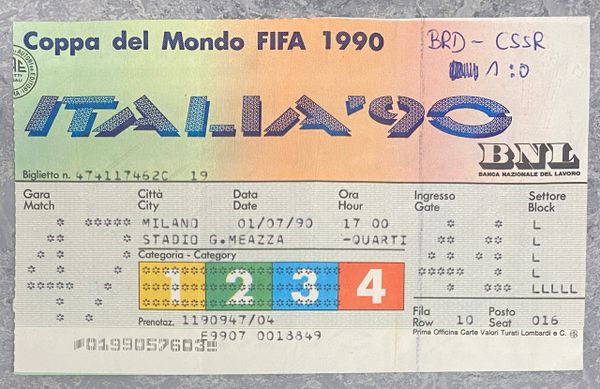 Coppa del Mondo FIFA 1990
BRD - CSSR
1:0
ITALIA '90
BNL
BANCA NAZIONALE DEL LAVORO
Biglietto n. 474117462C 19
Gara Città Data Ora Ingresso Settore
Match City Date Hour Gate Block
MILANO 01/07/90 17 00 L
STADIO G.MEAZZA -QUARTI L
Categoria - Category L
L
1 2 3 4 LLLLL
Prenotaz. 1190947/04
Fila Posto
Row 10 Seat 016
E9907 0018849
Prima Officina Carte Valori Turati Lombardi e C.
0199057603